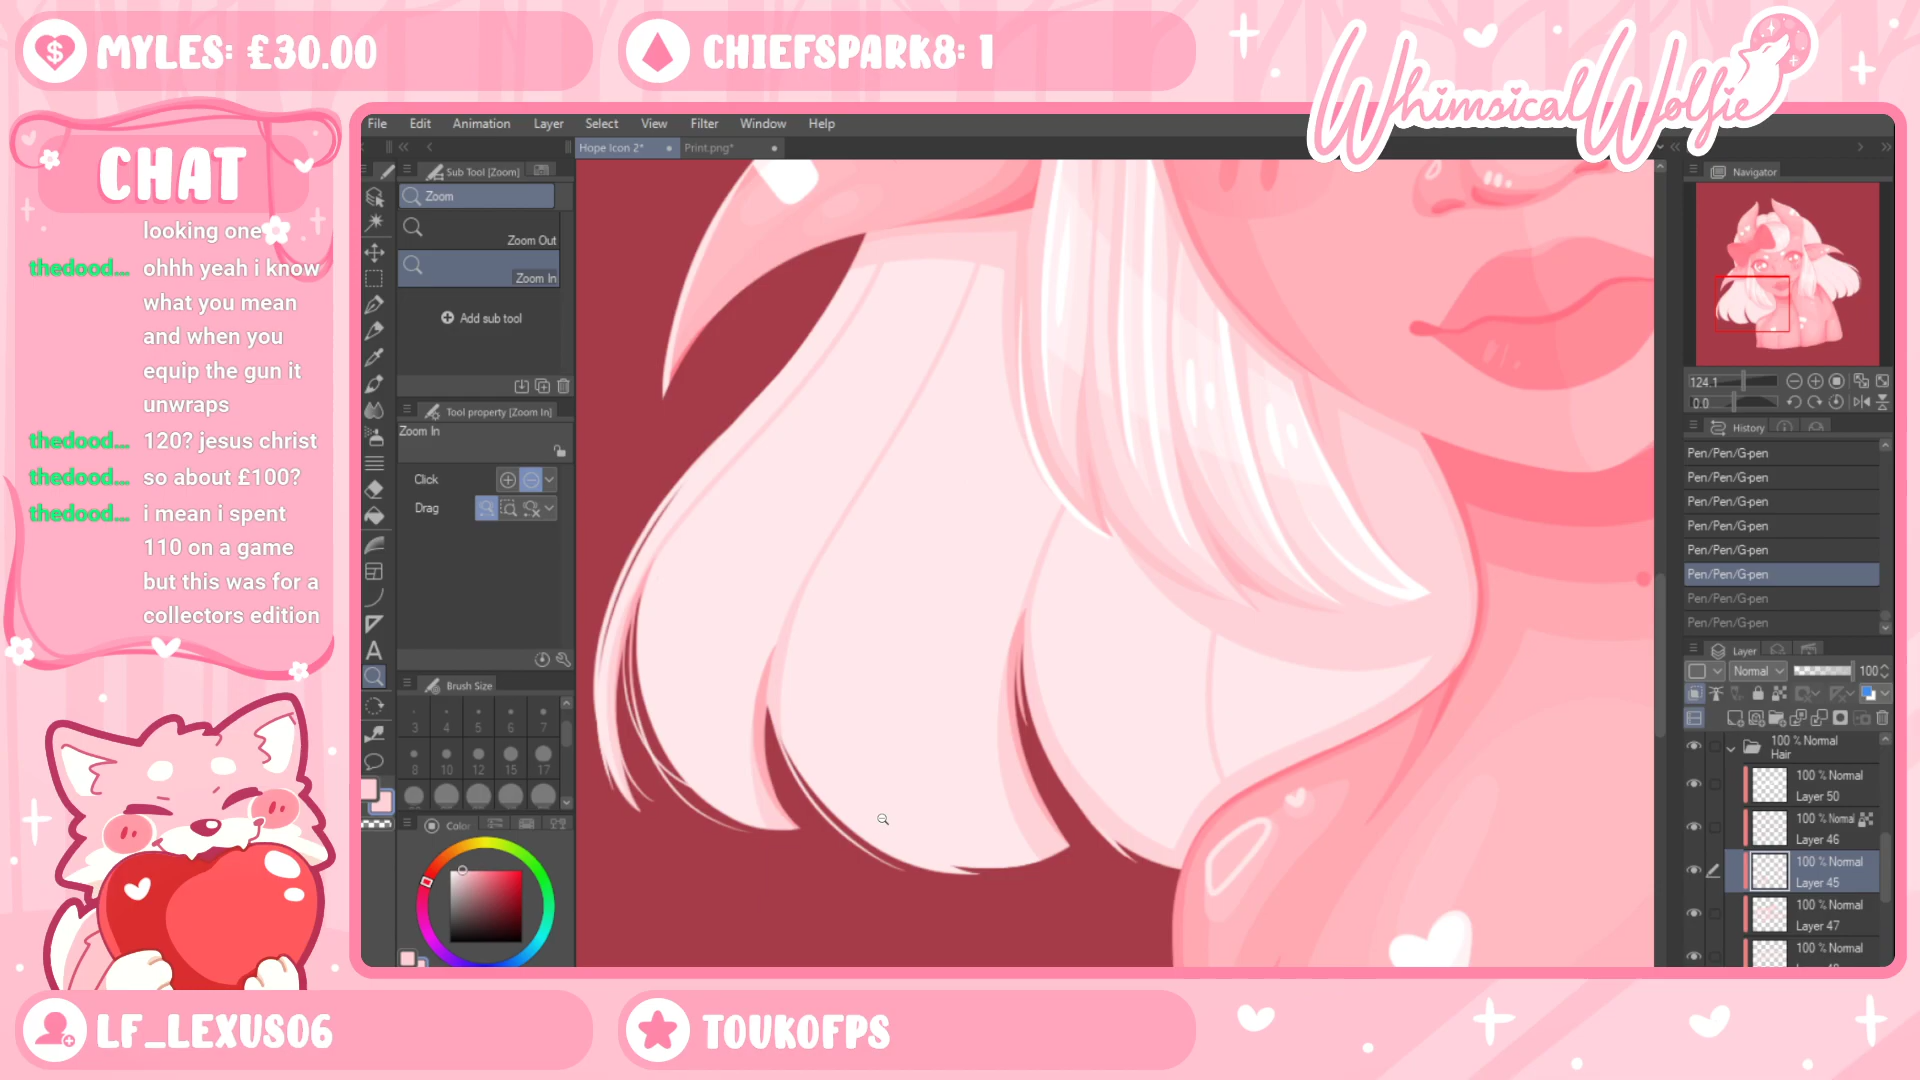 MYLES: £30.00
CHIEFSPARK8: 1
Whimsical Wolfie
CHAT
looking one
thedood... ohhh yeah i know
what you mean
and when you
equip the gun it
unwraps
thedood... 120? jesus christ
thedood... so about £100?
thedood... i mean i spent
110 on a game
but this was for a
collectors edition
File Edit Animation Layer Select View Filter Window Help
Hope Icon 2* Print.png*
Sub Tool [Zoom]
Zoom
Zoom Out
Zoom In
Add sub tool
Tool property [Zoom In]
Zoom In
Click
Drag
Brush Size
3 4 5 6 7
8 10 12 15 17
Color
Navigator
124.1
0.0
History
Pen/Pen/G-pen
Pen/Pen/G-pen
Pen/Pen/G-pen
Pen/Pen/G-pen
Pen/Pen/G-pen
Pen/Pen/G-pen
Pen/Pen/G-pen
Pen/Pen/G-pen
Layer
Normal 100
100 % Normal
Hair
100 % Normal
Layer 50
100 % Normal
Layer 46
100 % Normal
Layer 45
100 % Normal
Layer 47
100 % Normal
LF_LEXUS06
TOUKOFPS